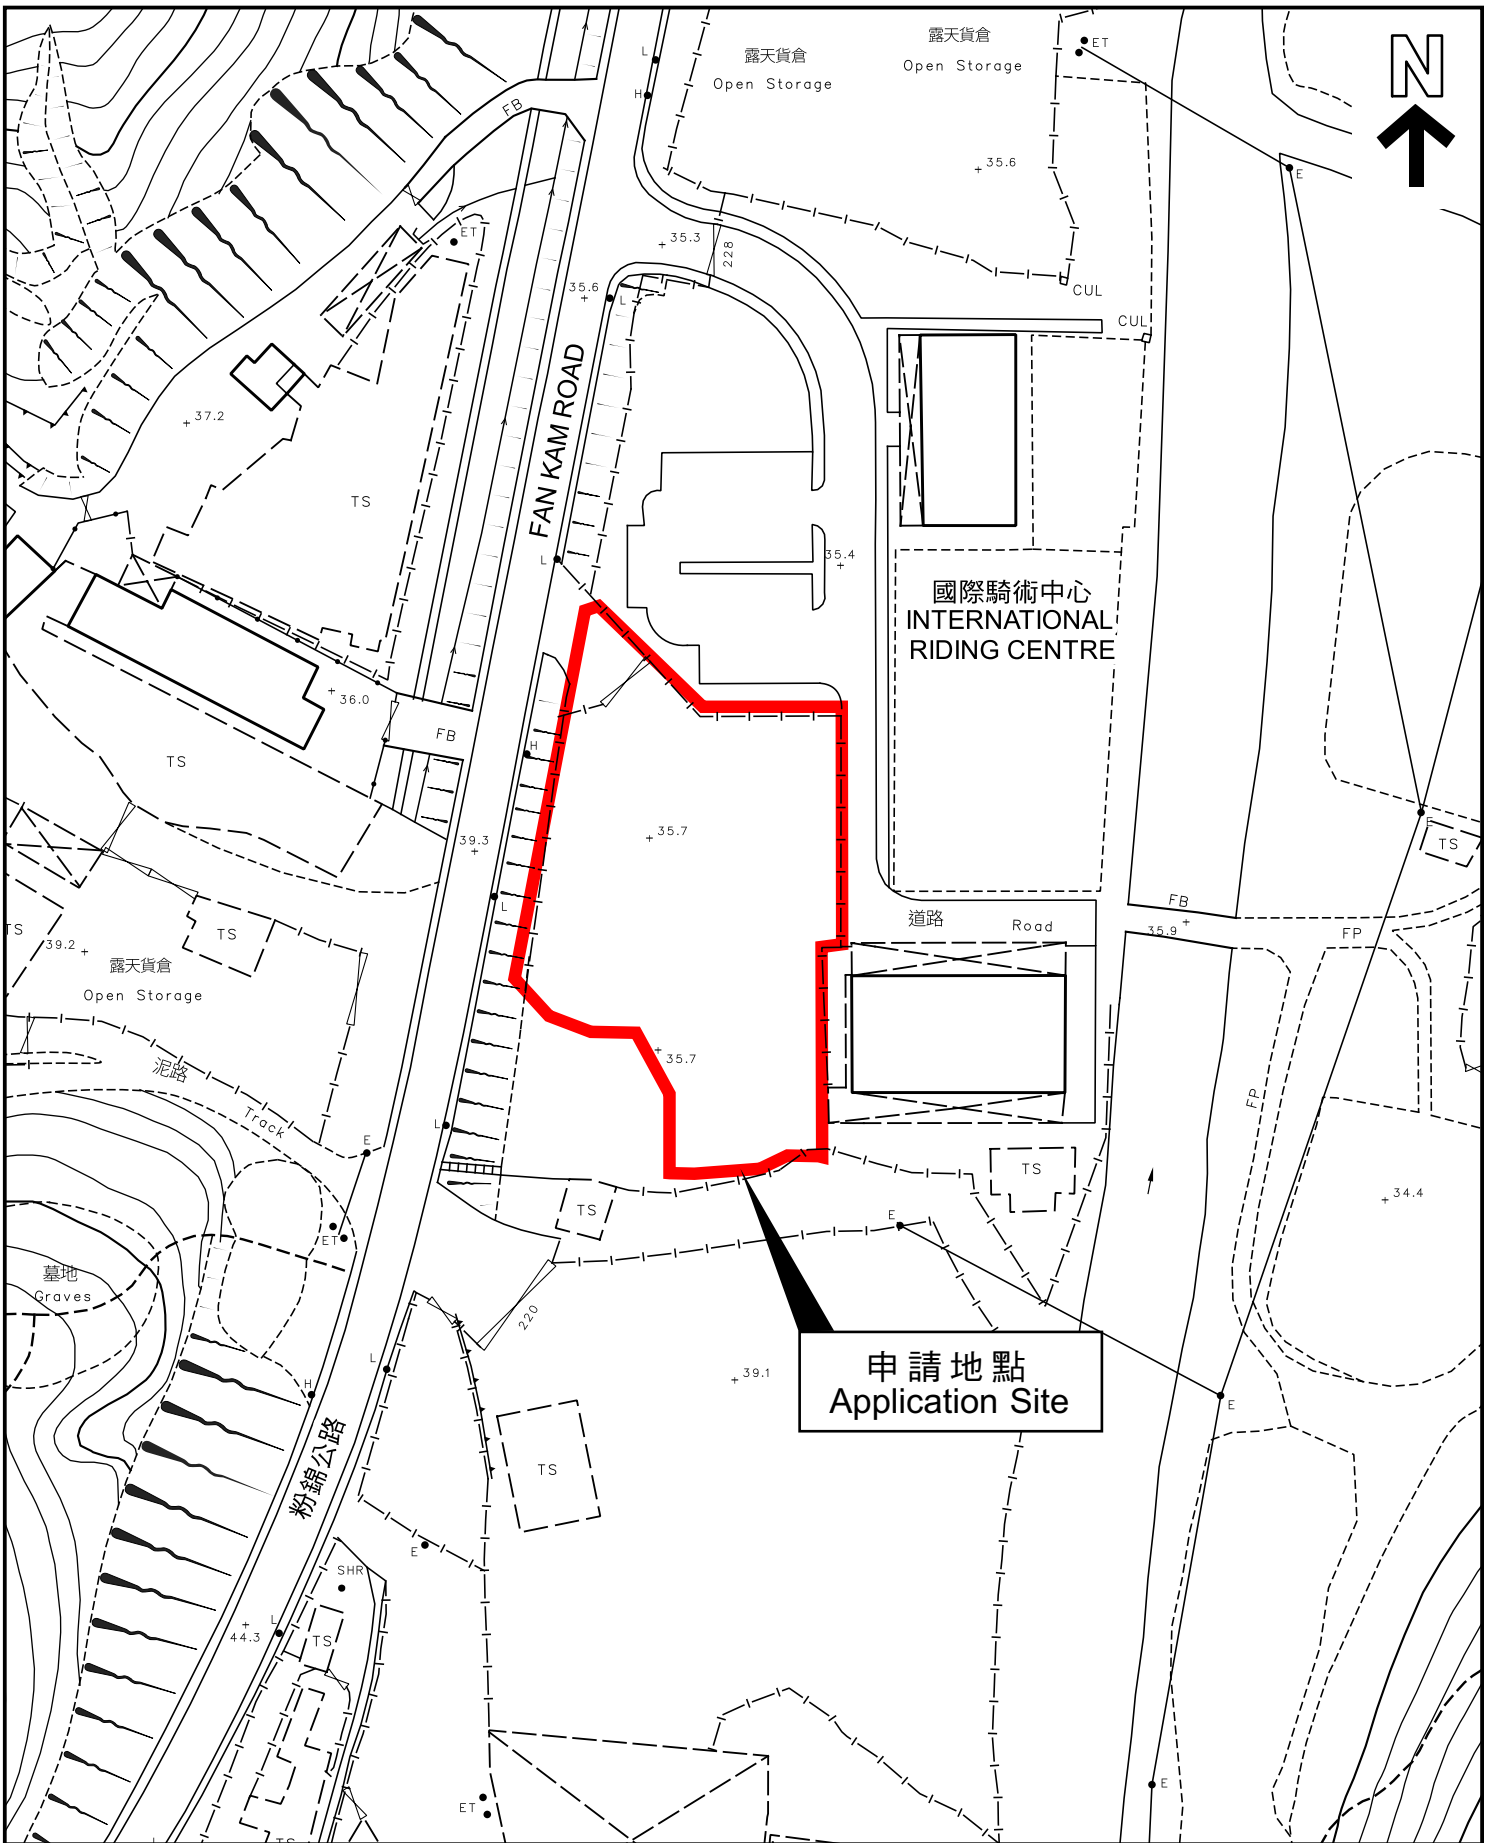 露天貨倉
Open Storage
露天貨倉
Open Storage
ET
N
L
H
FB
35.6
E
ET
35.3
228
35.6
L
CUL
CUL
FAN KAM ROAD
37.2
TS
L
35.4
國際騎術中心
INTERNATIONAL
RIDING CENTRE
36.0
FB
H
TS
35.7
39.3
E
TS
L
TS
TS
39.2
露天貨倉
Open Storage
道路
Road
FB
35.9
FP
35.7
泥路
Track
FP
L
E
TS
TS
34.4
E
ET
墓地
Graves
220
申請地點
Application Site
39.1
L
H
E
粉錦公路
TS
E
SHR
L
44.3
TS
E
ET
L
TS